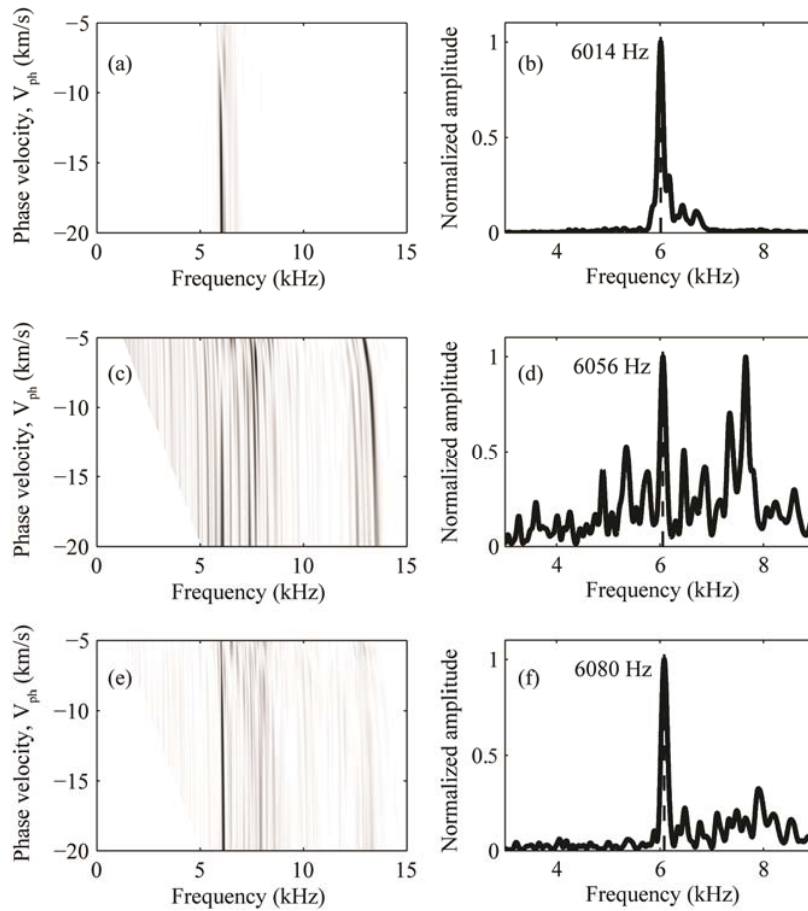 (a)
Phase velocity, V_ph (km/s)
−5
−10
−15
−20
0
5
10
15
Frequency (kHz)
(b)
6014 Hz
Normalized amplitude
1
0.5
0
4
6
8
Frequency (kHz)
(c)
Phase velocity, V_ph (km/s)
−5
−10
−15
−20
0
5
10
15
Frequency (kHz)
(d)
6056 Hz
Normalized amplitude
1
0.5
0
4
6
8
Frequency (kHz)
(e)
Phase velocity, V_ph (km/s)
−5
−10
−15
−20
0
5
10
15
Frequency (kHz)
(f)
6080 Hz
Normalized amplitude
1
0.5
0
4
6
8
Frequency (kHz)